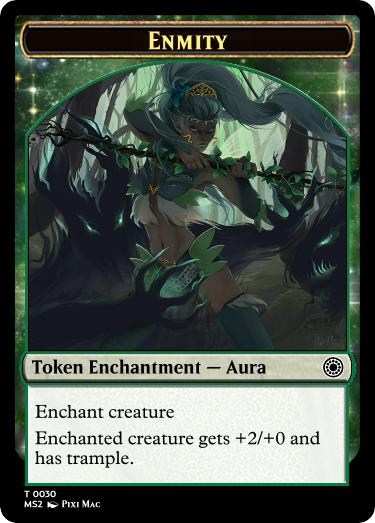 Enmity
Token Enchantment — Aura
Enchant creature
Enchanted creature gets +2/+0 and
has trample.
T 0030
MS2 Pixi Mac